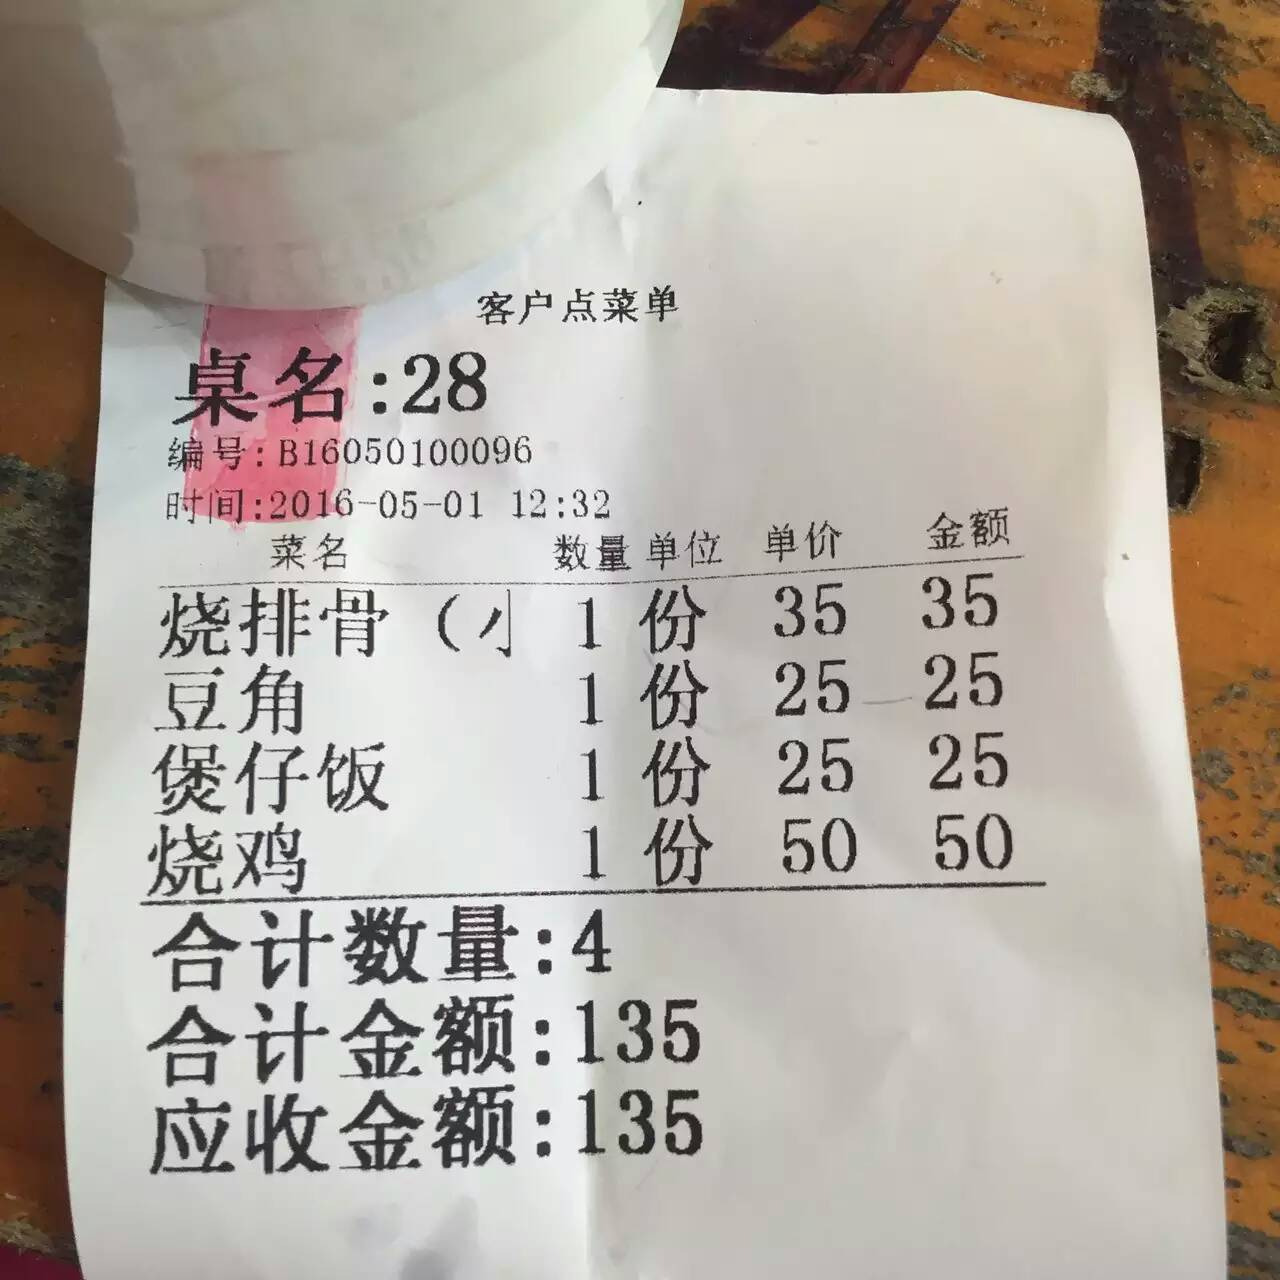 客户点菜单
桌名:28
编号:B16050100096
时间:2016-05-01 12:32
菜名 数量 单位 单价 金额
烧排骨（小 1 份 35 35
豆角 1 份 25 25
煲仔饭 1 份 25 25
烧鸡 1 份 50 50
合计数量:4
合计金额:135
应收金额:135